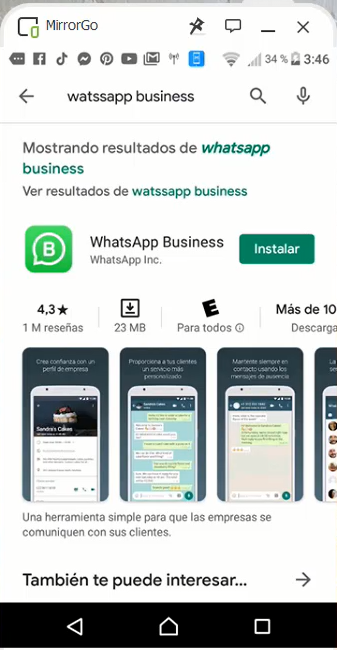 MirrorGo
34 % 3:46
watssapp business
Mostrando resultados de whatsapp
business
Ver resultados de watssapp business
WhatsApp Business
WhatsApp Inc.
Instalar
4,3★
1 M reseñas
23 MB
E
Para todos
Más de 10
Descarga
Crea confianza con un
perfil de empresa
Sandra's Cakes
Proporciona a tus clientes
un servicio más
personalizado
Mantente siempre en
contacto usando los
mensajes de ausencia
Una herramienta simple para que las empresas se
comuniquen con sus clientes.
También te puede interesar...